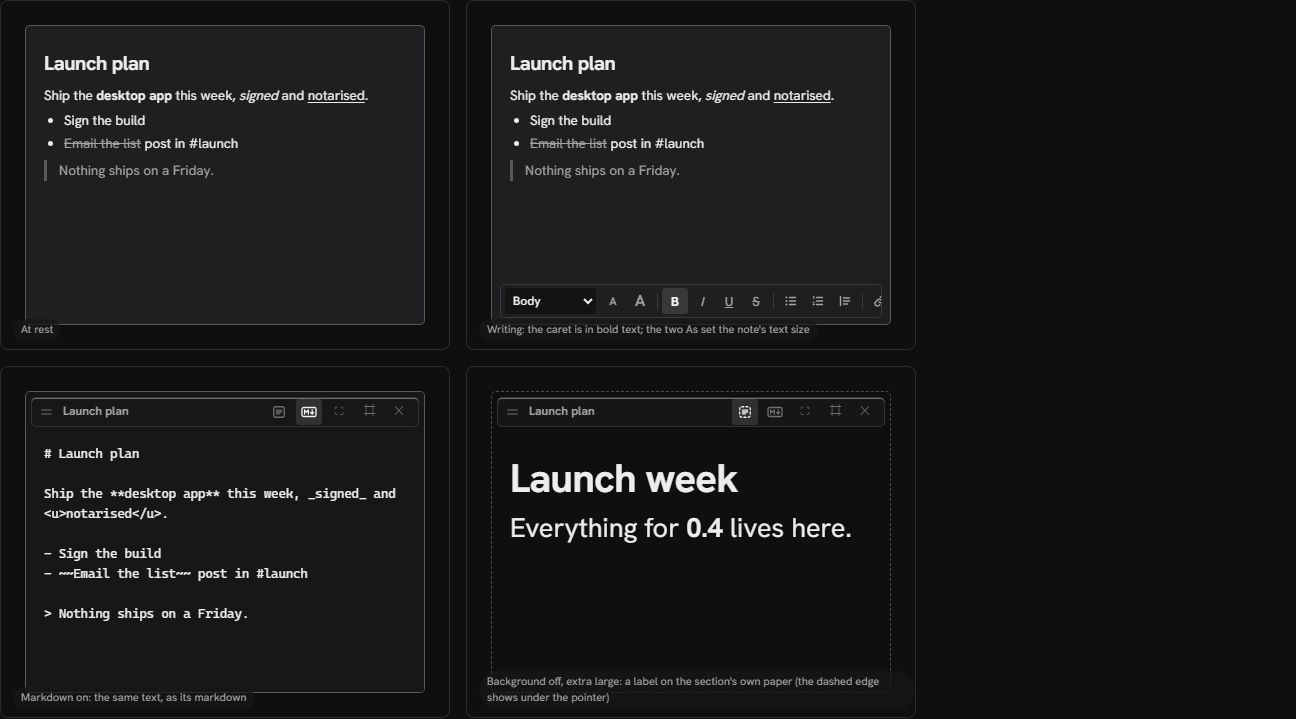 Launch plan
Ship the desktop app this week, signed and notarised.
Sign the build
Email the list post in #launch
Nothing ships on a Friday.
At rest
Launch plan
Ship the desktop app this week, signed and notarised.
Sign the build
Email the list post in #launch
Nothing ships on a Friday.
Body A A B I U S
Writing: the caret is in bold text; the two As set the note's text size
Launch plan M↓
# Launch plan
Ship the **desktop app** this week, _signed_ and
<u>notarised</u>.
- Sign the build
- ~~Email the list~~ post in #launch
> Nothing ships on a Friday.
Markdown on: the same text, as its markdown
Launch plan M↓
Launch week
Everything for 0.4 lives here.
Background off, extra large: a label on the section's own paper (the dashed edge
shows under the pointer)